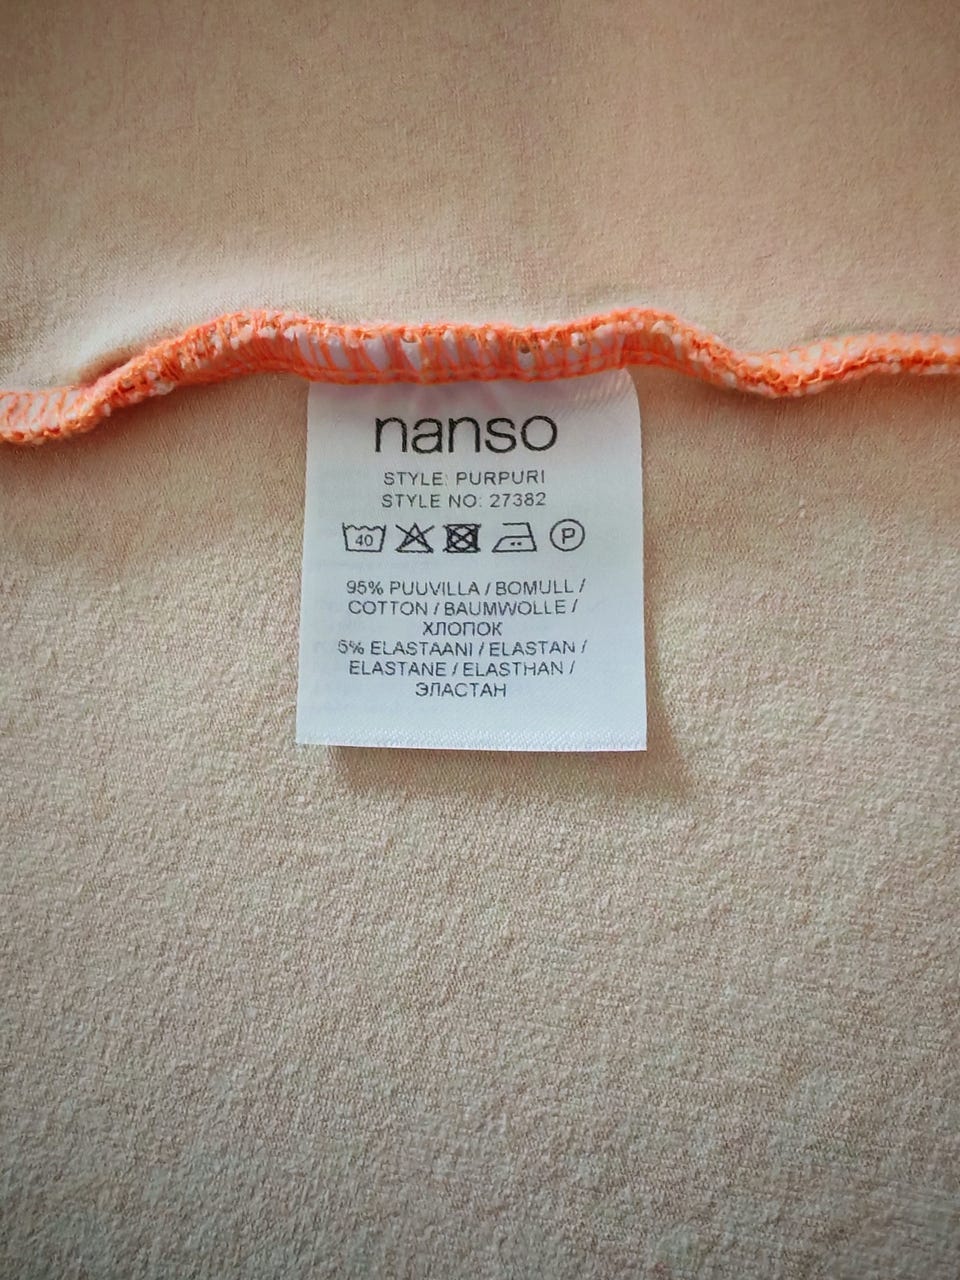 nanso
STYLE: PURPURI
STYLE NO: 27382
40 P
95% PUUVILLA / BOMULL /
COTTON / BAUMWOLLE /
ХЛОПОК
5% ELASTAANI / ELASTAN /
ELASTANE / ELASTHAN /
ЭЛАСТАН